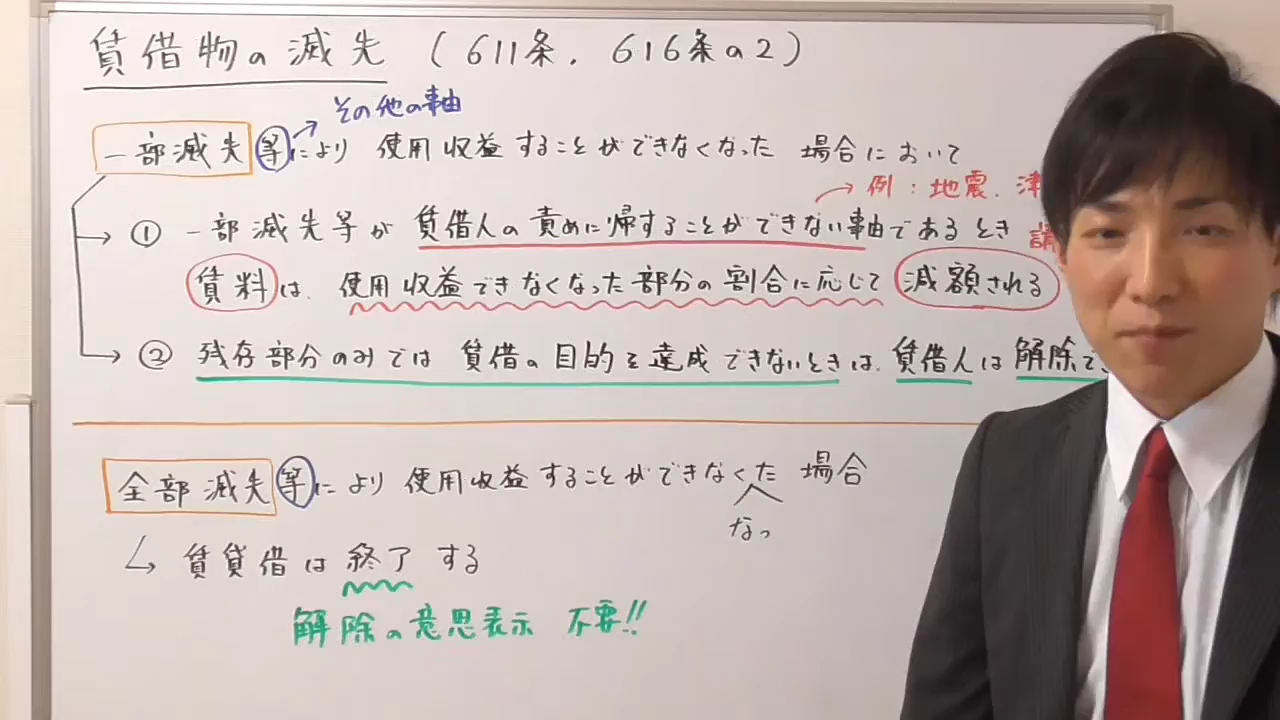 賃借物の滅失 (611条、616条の2)
その他の事由
一部滅失等により 使用収益することができなくなった 場合において
例:地震、津
① 一部滅失等が 賃借人の責めに帰することができない事由であるとき
賃料は、使用収益できなくなった部分の割合に応じて 減額される
② 残存部分のみでは 賃借の目的を達成できないときは、賃借人は解除で
全部滅失等により 使用収益することができなくた 場合
なっ
↳ 賃貸借は 終了 する
解除の意思表示 不要!!